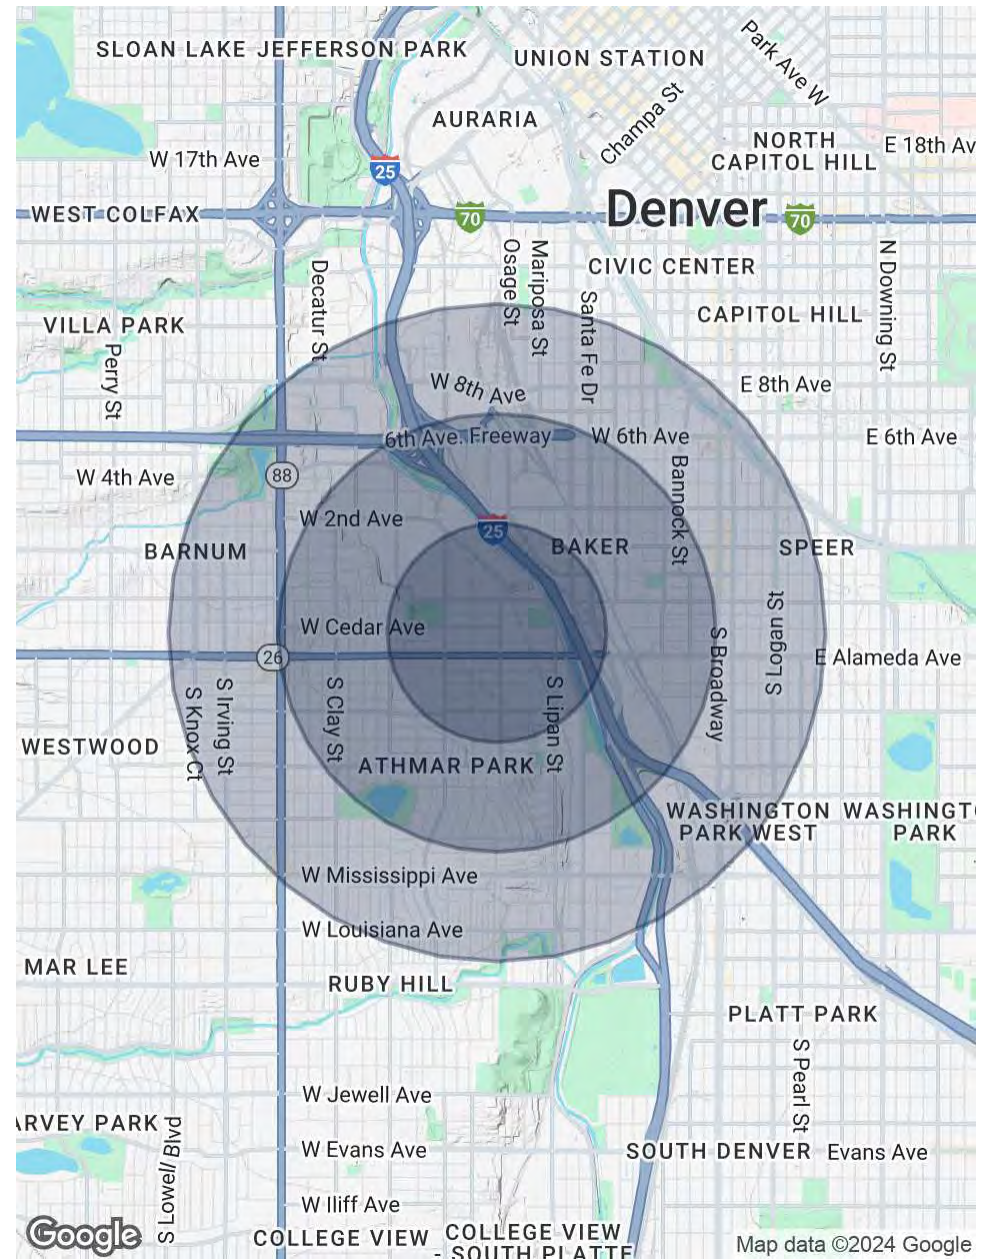 SLOAN LAKE
JEFFERSON PARK
UNION STATION
Park Ave W
AURARIA
Champa St
NORTH
CAPITOL HILL
E 18th Av
W 17th Ave
25
WEST COLFAX
70
Denver
70
CIVIC CENTER
Osage St
Mariposa St
N Downing St
Decatur St
Santa Fe Dr
CAPITOL HILL
VILLA PARK
Perry St
W 8th Ave
E 8th Ave
6th Ave. Freeway
W 6th Ave
E 6th Ave
W 4th Ave
88
Bannock St
W 2nd Ave
25
BARNUM
BAKER
SPEER
S Logan St
W Cedar Ave
26
E Alameda Ave
S Broadway
S Knox Ct
S Irving St
S Clay St
S Lipan St
WESTWOOD
ATHMAR PARK
WASHINGTON
PARK WEST
WASHINGT
PARK
W Mississippi Ave
W Louisiana Ave
MAR LEE
RUBY HILL
PLATT PARK
S Pearl St
W Jewell Ave
ARVEY PARK
S Lowell Blvd
W Evans Ave
SOUTH DENVER
Evans Ave
W Iliff Ave
COLLEGE VIEW
COLLEGE VIEW
- SOUTH PLATTE
Google
Map data ©2024 Google